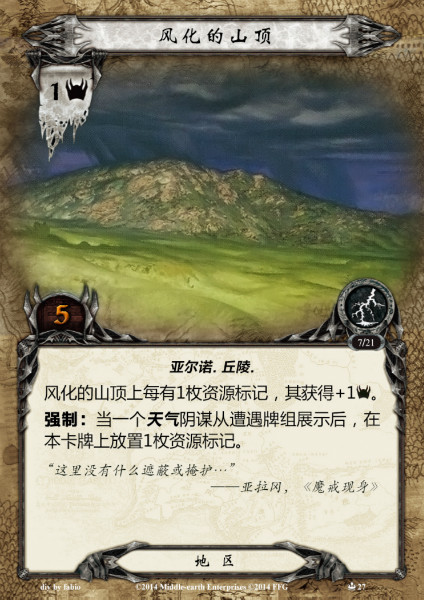 风化的山顶
1
5
7/21
亚尔诺. 丘陵.
风化的山顶上每有1枚资源标记，其获得+1。
强制：当一个天气阴谋从遭遇牌组展示后，在
本卡牌上放置1枚资源标记。
“这里没有什么遮蔽或掩护…”
——亚拉冈，《魔戒现身》
地 区
diy by fabio ©2014 Middle-earth Enterprises ©2014 FFG 27